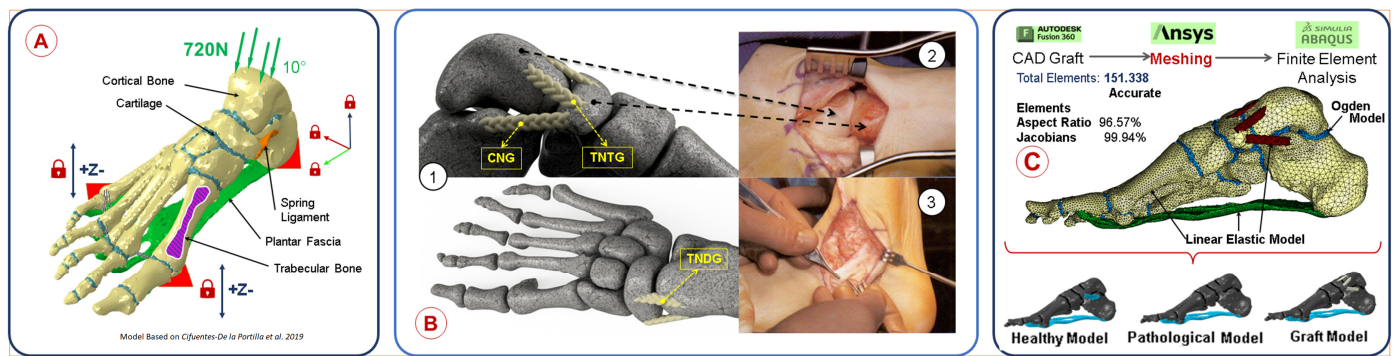 A
720N
10°
Cortical Bone
Cartilage
+Z-
Spring
Ligament
Plantar Fascia
Trabecular Bone
+Z-
Model Based on Cifuentes-De la Portilla et al. 2019
1
CNG
TNTG
2
TNDG
3
B
F
AUTODESK
Fusion 360
Ansys
SIMULIA
ABAQUS
CAD Graft
Meshing
Finite Element
Analysis
Total Elements: 151.338
Accurate
Elements
Aspect Ratio 96.57%
Jacobians 99.94%
C
Ogden
Model
Linear Elastic Model
Healthy Model
Pathological Model
Graft Model